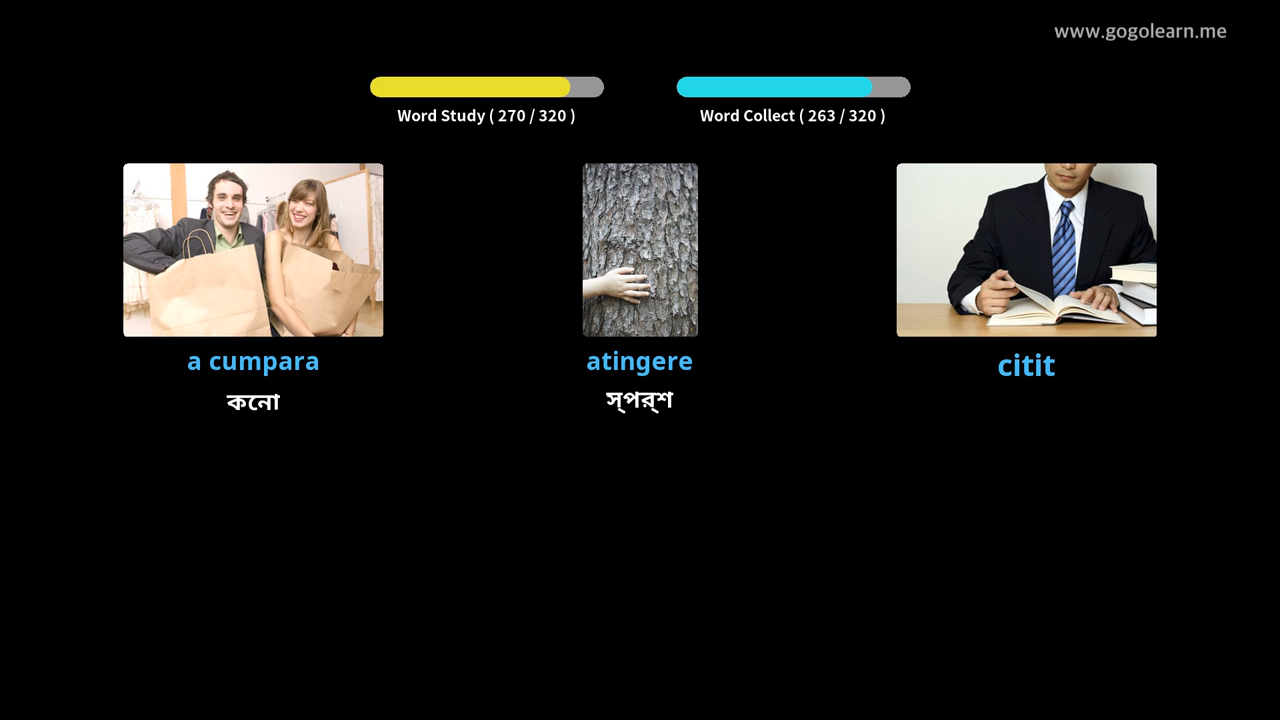 www.gogolearn.me
Word Study ( 270 / 320 )
Word Collect ( 263 / 320 )
a cumpara
atingere
citit
কনো
স্পর্শ